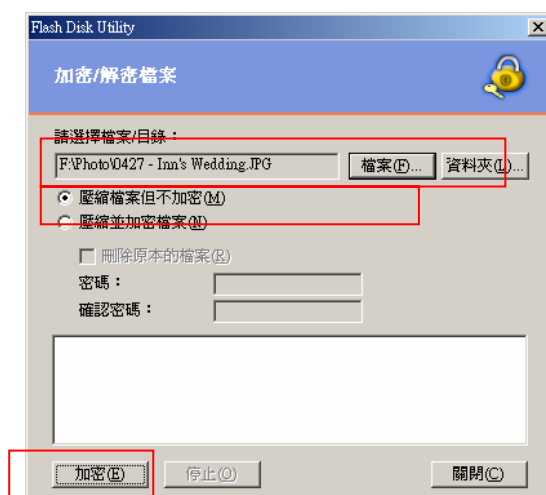 Flash Disk Utility
加密/解密檔案
請選擇檔案/目錄：
F:\Photo\0427 - Inn's Wedding.JPG 檔案(F)... 資料夾(L)...
壓縮檔案但不加密(M)
壓縮並加密檔案(N)
刪除原本的檔案(R)
密碼：
確認密碼：
加密(E) 停止(O) 關閉(C)